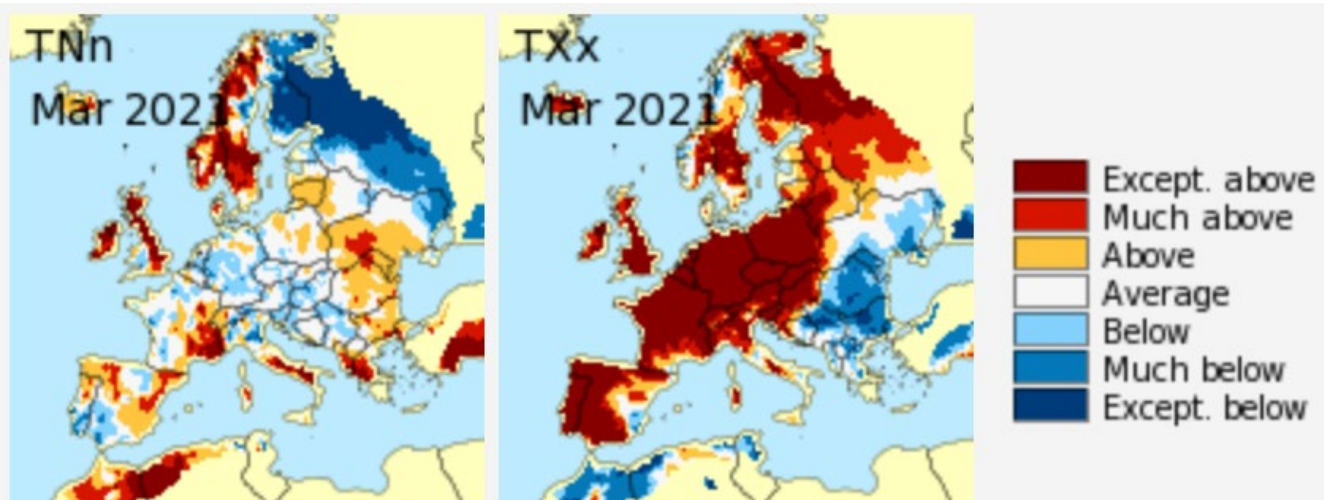 TNn
Mar 2021
TXx
Mar 2021
Except. above
Much above
Above
Average
Below
Much below
Except. below